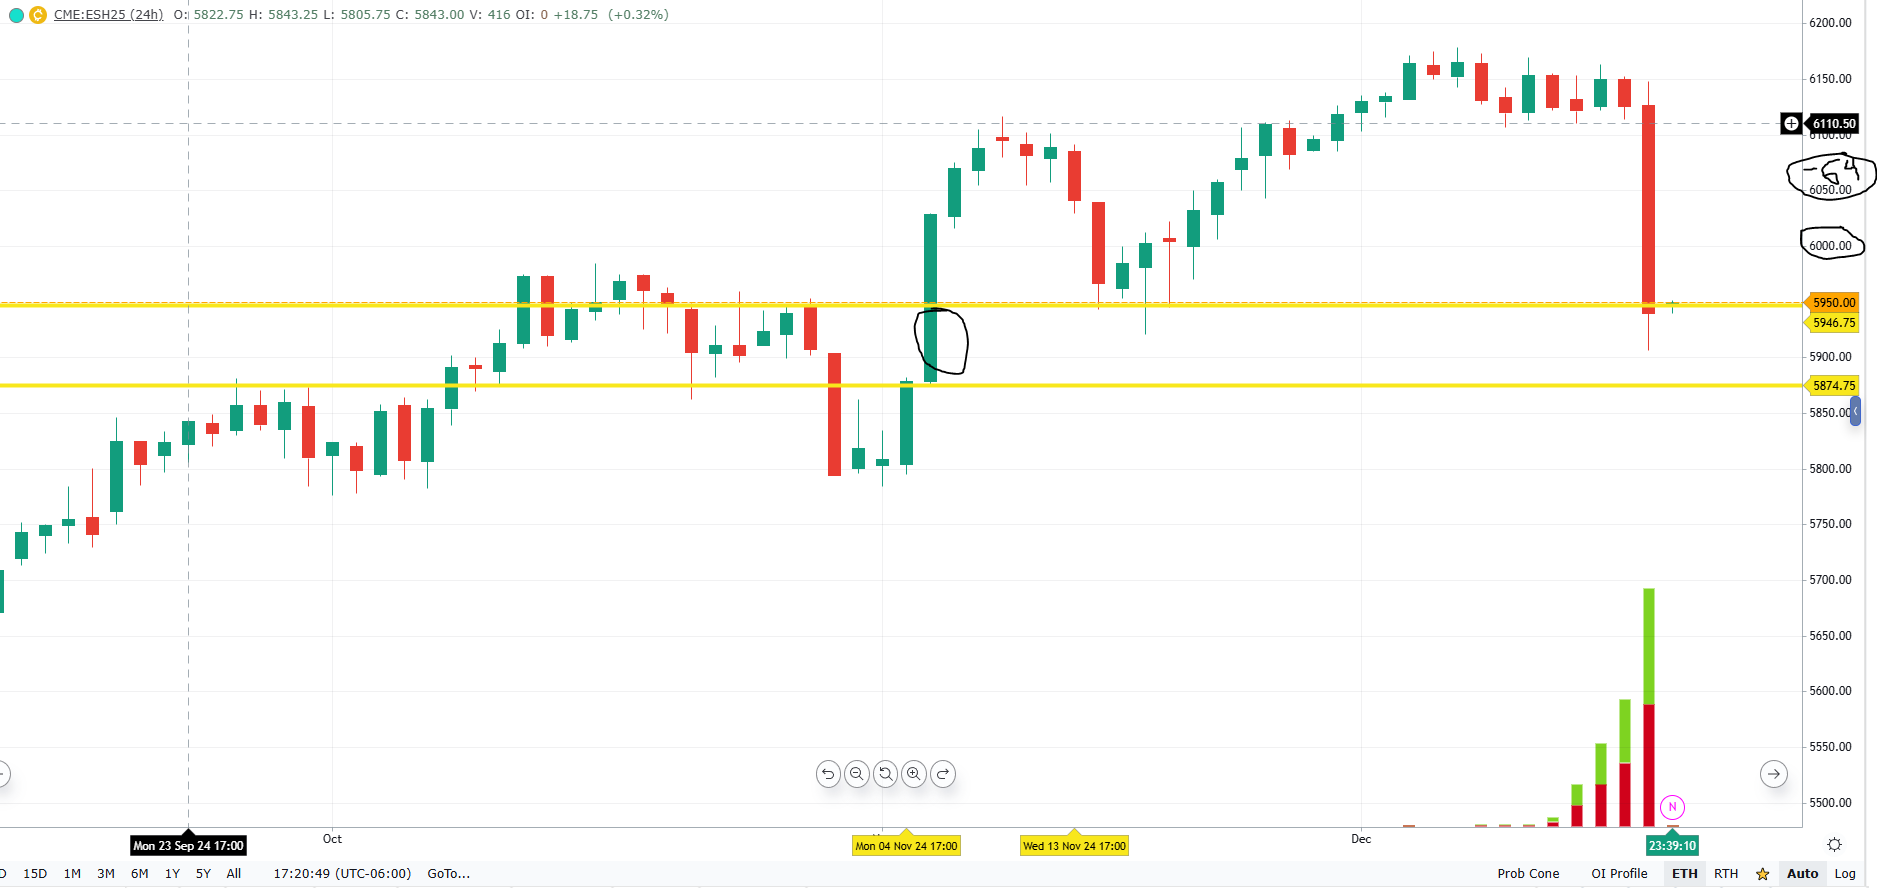 CME:ESH25 (24h) O: 5822.75 H: 5843.25 L: 5805.75 C: 5843.00 V: 416 OI: 0 +18.75 (+0.32%)
6200.00
6150.00
6110.50
6100.00
-64
6050.00
6000.00
5950.00
5946.75
5900.00
5874.75
5850.00
5800.00
5750.00
5700.00
5650.00
5600.00
5550.00
N
5500.00
Oct
Dec
Mon 23 Sep 24 17:00
Mon 04 Nov 24 17:00
Wed 13 Nov 24 17:00
23:39:10
15D 1M 3M 6M 1Y 5Y All 17:20:49 (UTC-06:00) GoTo... Prob Cone OI Profile ETH RTH Auto Log